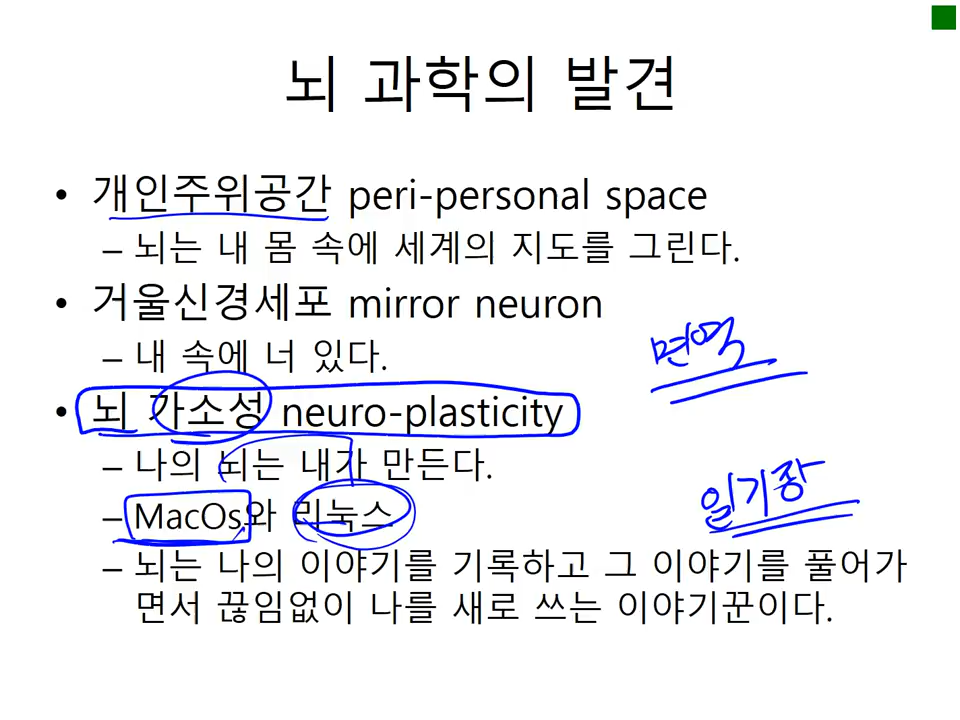 뇌 과학의 발견
• 개인주위공간 peri-personal space
– 뇌는 내 몸 속에 세계의 지도를 그린다.
• 거울신경세포 mirror neuron
– 내 속에 너 있다.
면역
• 뇌 가소성 neuro-plasticity
– 나의 뇌는 내가 만든다.
일기장
– MacOs와 리눅스
– 뇌는 나의 이야기를 기록하고 그 이야기를 풀어가
면서 끊임없이 나를 새로 쓰는 이야기꾼이다.